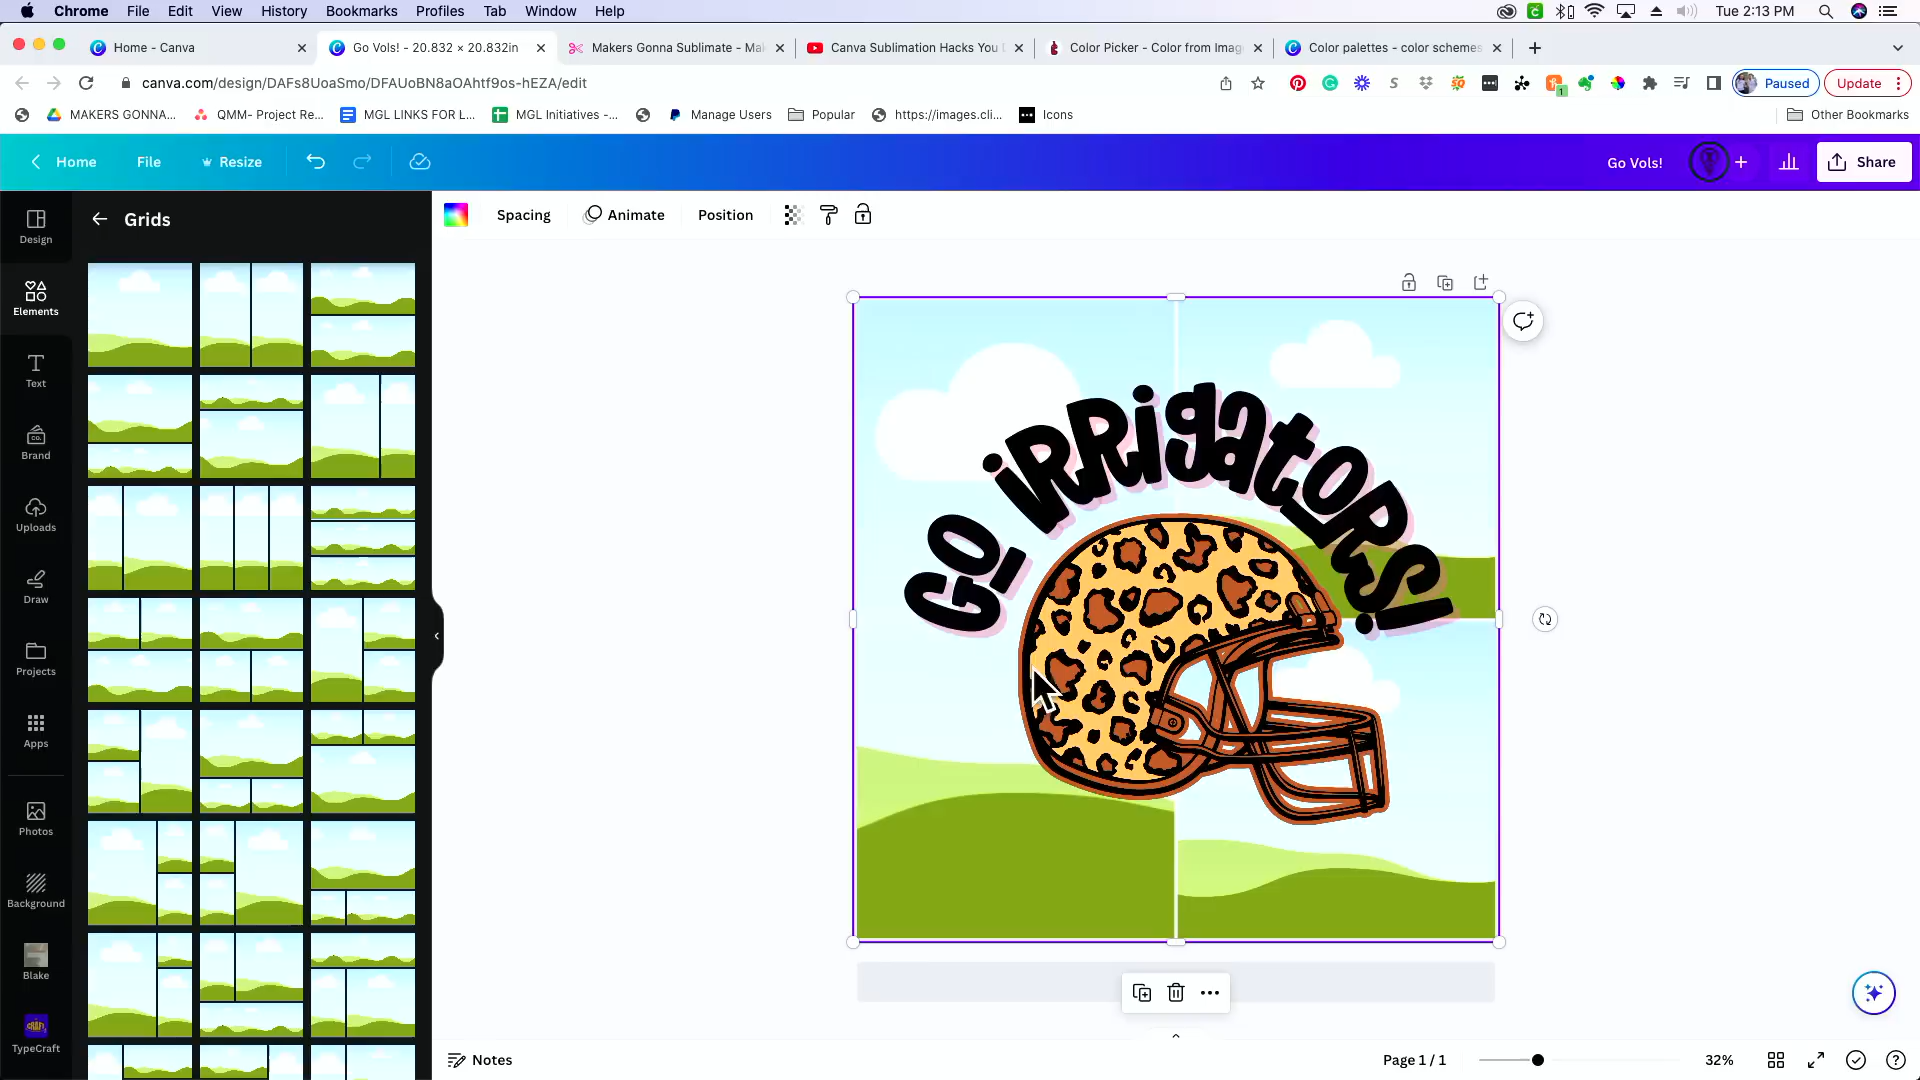 Chrome File Edit View History Bookmarks Profiles Tab Window Help Tue 2:13 PM
Home - Canva Go Vols! - 20.832 × 20.832in Makers Gonna Sublimate - Mak Canva Sublimation Hacks You Color Picker - Color from Imag Color palettes - color schemes
canva.com/design/DAFs8UoaSmo/DFAUoBN8aOAhtf9os-hEZA/edit Paused Update
MAKERS GONNA... QMM- Project Re... MGL LINKS FOR L... MGL Initiatives -... Manage Users Popular https://images.cli... Icons Other Bookmarks
Home File Resize Go Vols! Share
Design
Elements
Text
Brand
Uploads
Draw
Projects
Apps
Photos
Background
Blake
TypeCraft
Grids
Spacing Animate Position
GO iRRigatORS!
Notes Page 1 / 1 32%